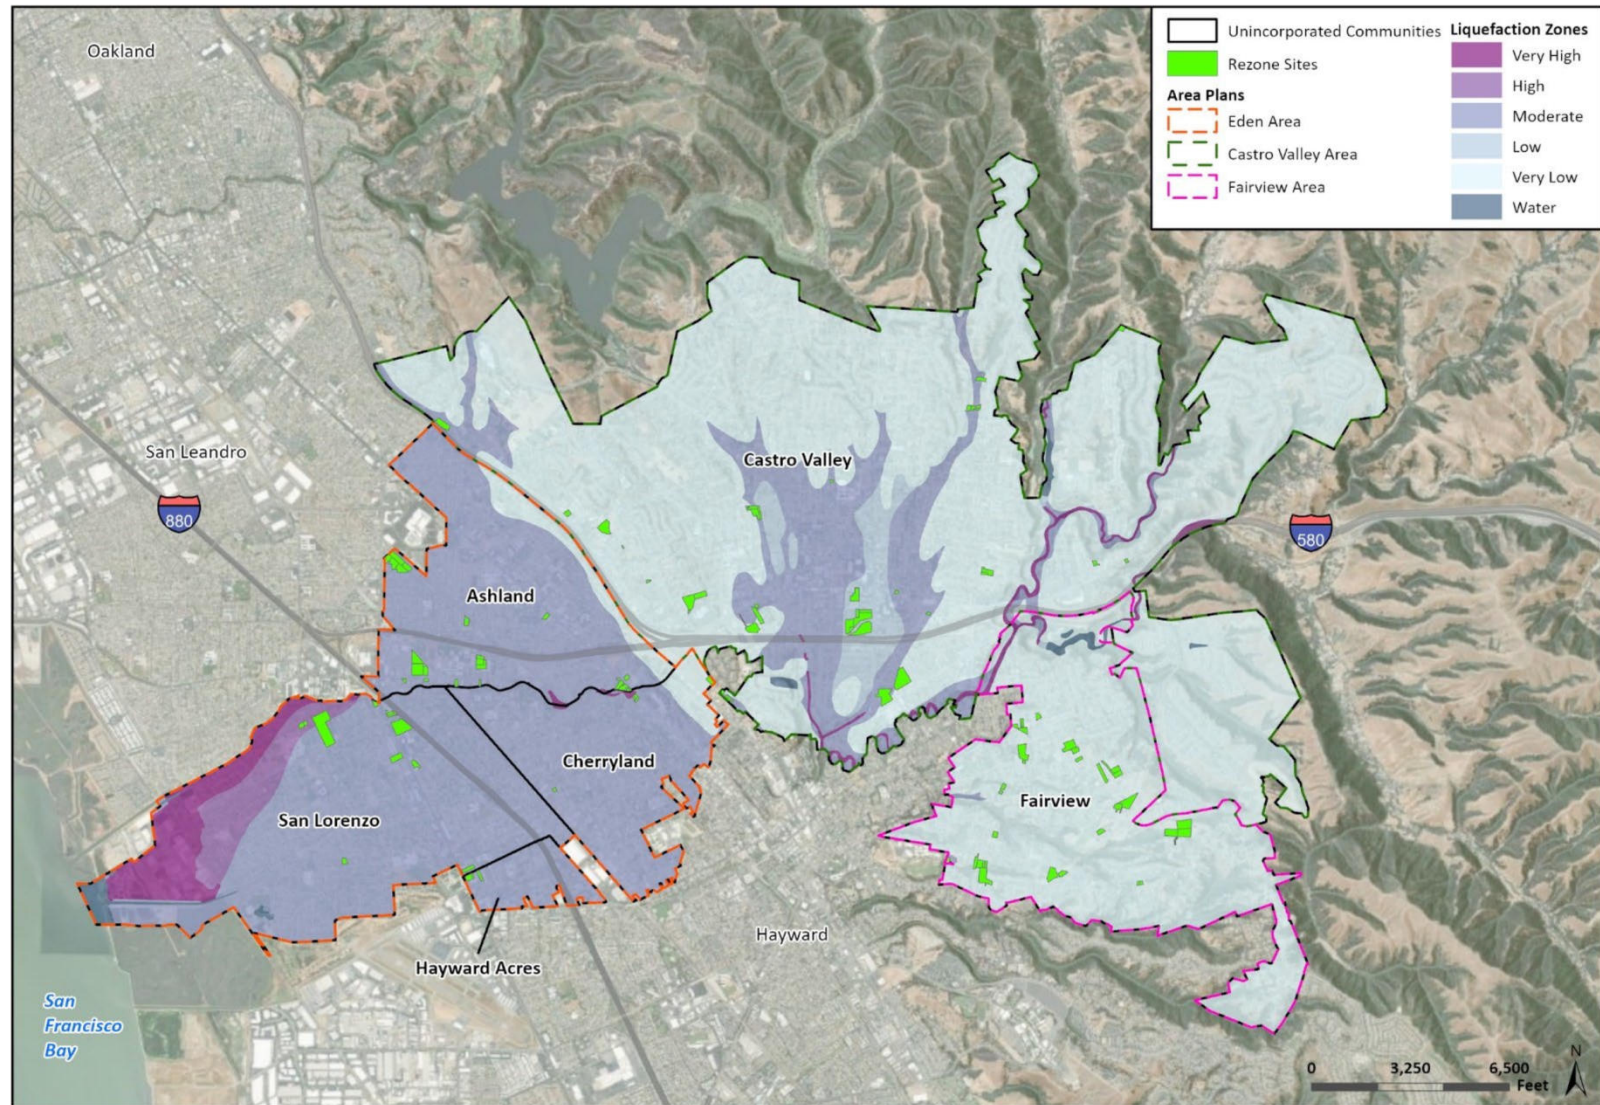 Unincorporated Communities
Rezone Sites
Area Plans
Eden Area
Castro Valley Area
Fairview Area
Liquefaction Zones
Very High
High
Moderate
Low
Very Low
Water
Oakland
San Leandro
880
Castro Valley
580
Ashland
Cherryland
San Lorenzo
Fairview
Hayward
Hayward Acres
San
Francisco
Bay
N
0 3,250 6,500
Feet